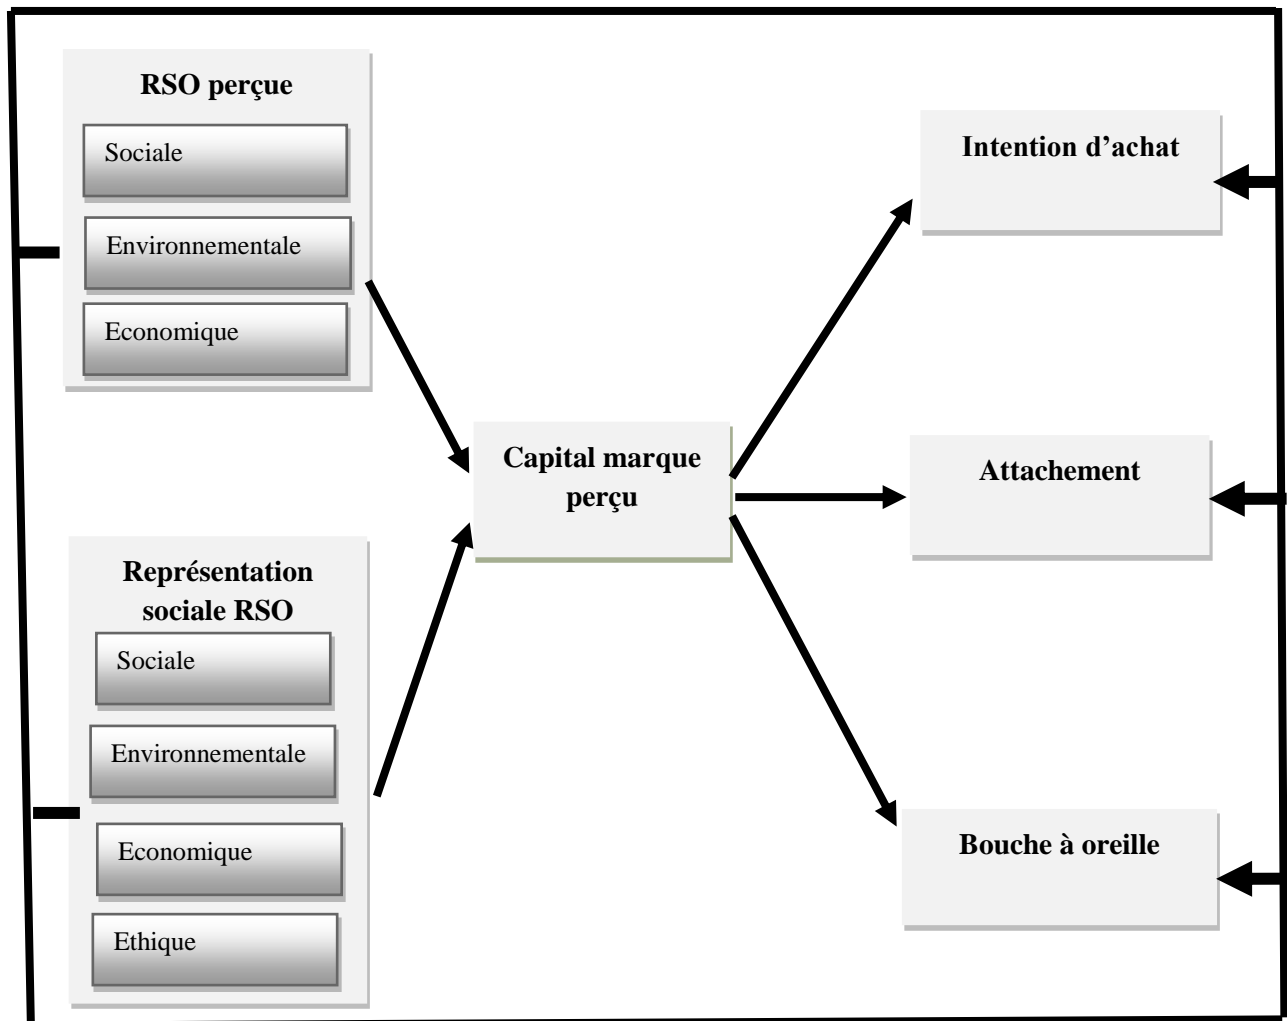 RSO perçue
Sociale
Environnementale
Economique
Représentation
sociale RSO
Sociale
Environnementale
Economique
Ethique
Capital marque
perçu
Intention d’achat
Attachement
Bouche à oreille